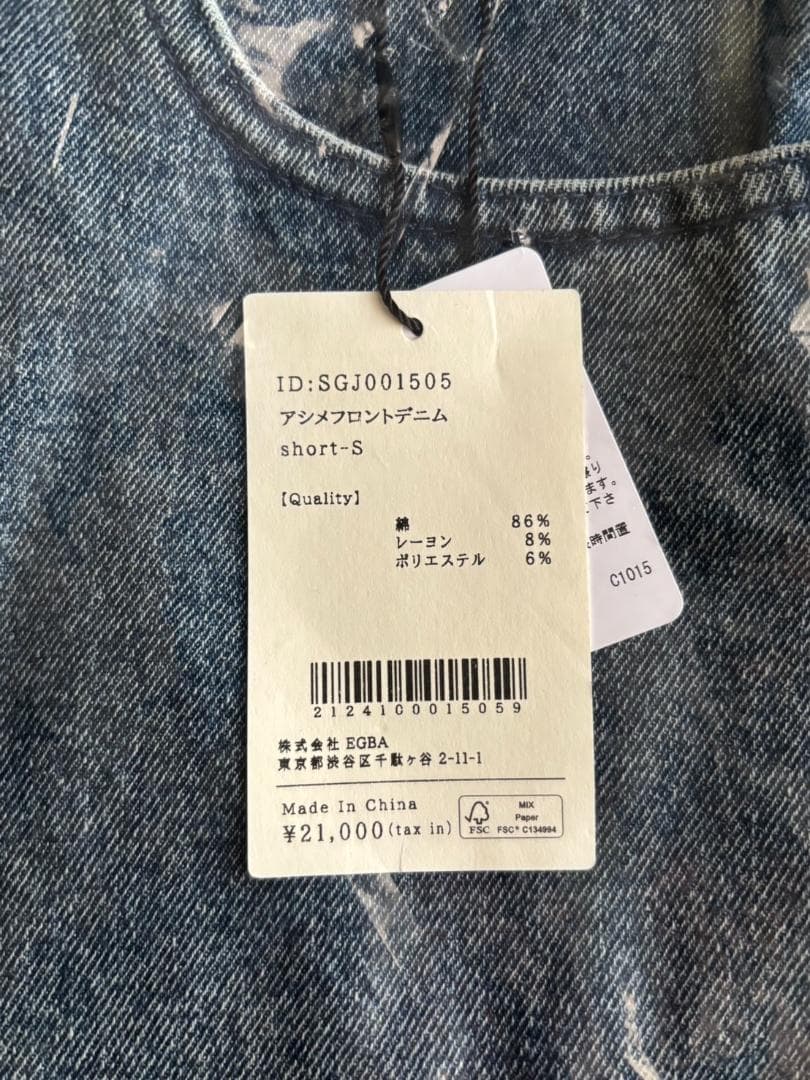 ID:SGJ001505
アシメフロントデニム
short-S
【Quality】
綿 86%
レーヨン 8%
ポリエステル 6%
2124100015059
株式会社 EGBA
東京都渋谷区千駄ヶ谷 2-11-1
Made In China
¥21,000(tax in)
FSC
MIX
Paper
FSC® C134994
。
り
ます。
下さ
時間置
C1015